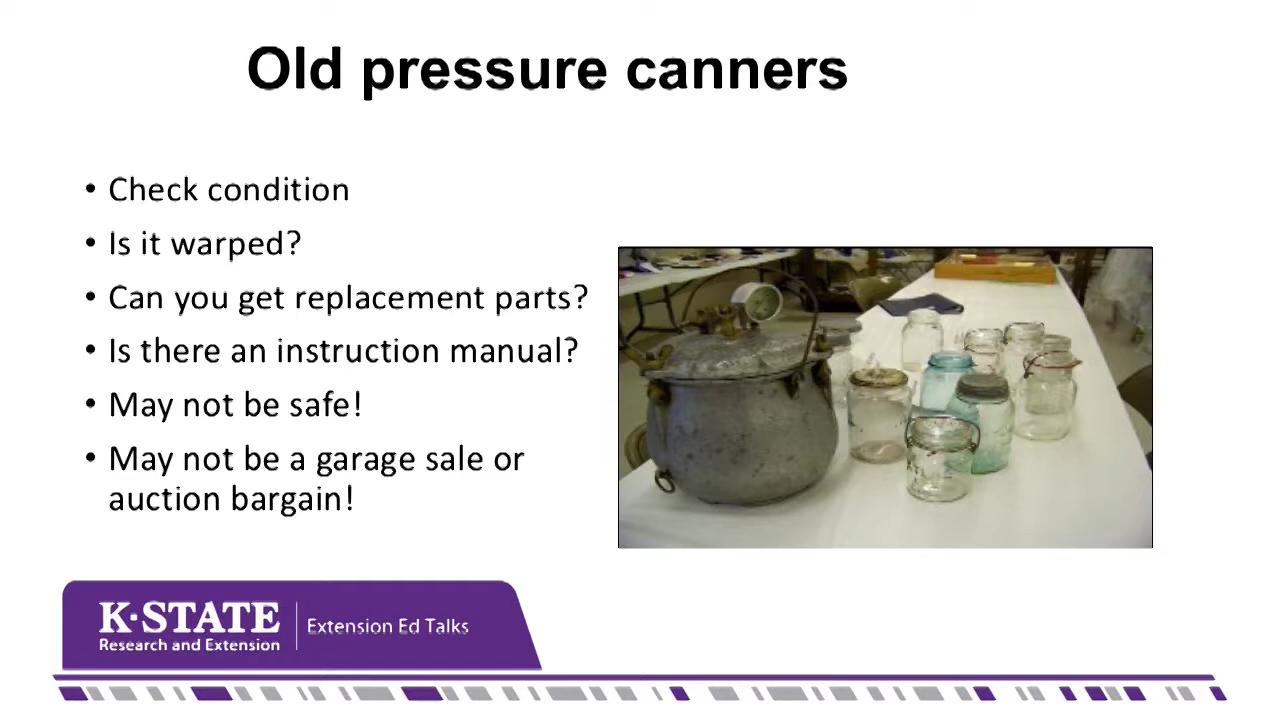 Old pressure canners
• Check condition
• Is it warped?
• Can you get replacement parts?
• Is there an instruction manual?
• May not be safe!
• May not be a garage sale or
auction bargain!
K-STATE
Research and Extension
Extension Ed Talks